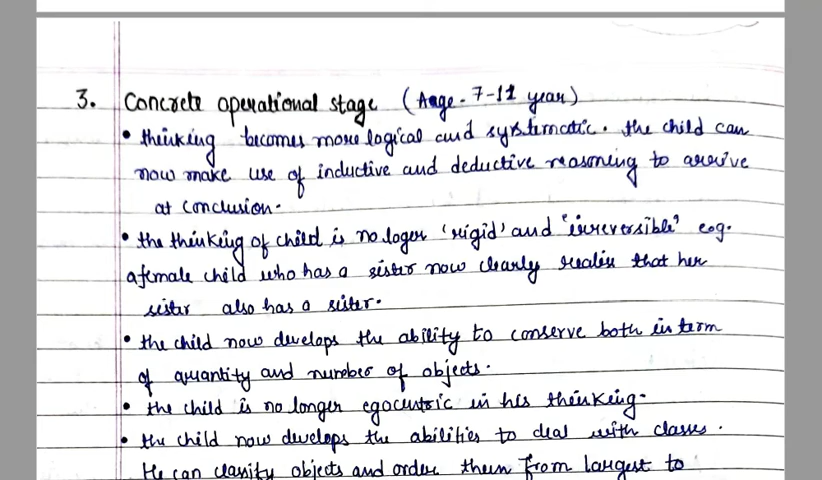 3. Concrete operational stage (Aage - 7-11 year)
• thinking becomes more logical and systematic. the child can
now make use of inductive and deductive reasoning to arrive
at conclusion.
• the thinking of child is no loger 'rigid' and "irreversible" eog.
a female child who has a sister now clearly realise that her
sister also has a sister.
• the child now develops the ability to conserve both in term
of quantity and number of objects.
• the child is no longer egocentric in his thinking.
• the child now develops the abilities to deal with classes.
He can classify objects and order them from largest to